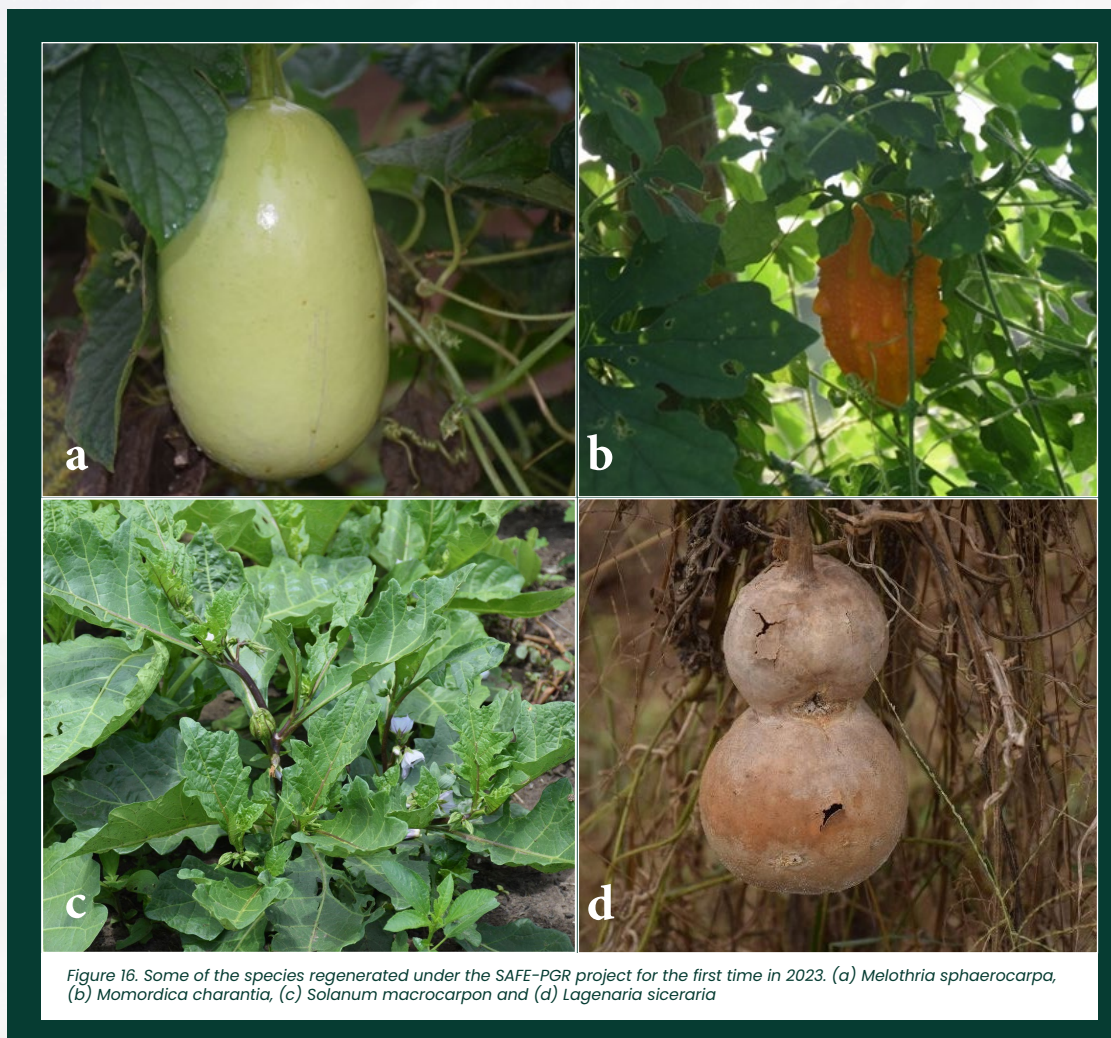 a
b
c
d
Figure 16. Some of the species regenerated under the SAFE-PGR project for the first time in 2023. (a) Melothria sphaerocarpa,
(b) Momordica charantia, (c) Solanum macrocarpon and (d) Lagenaria siceraria